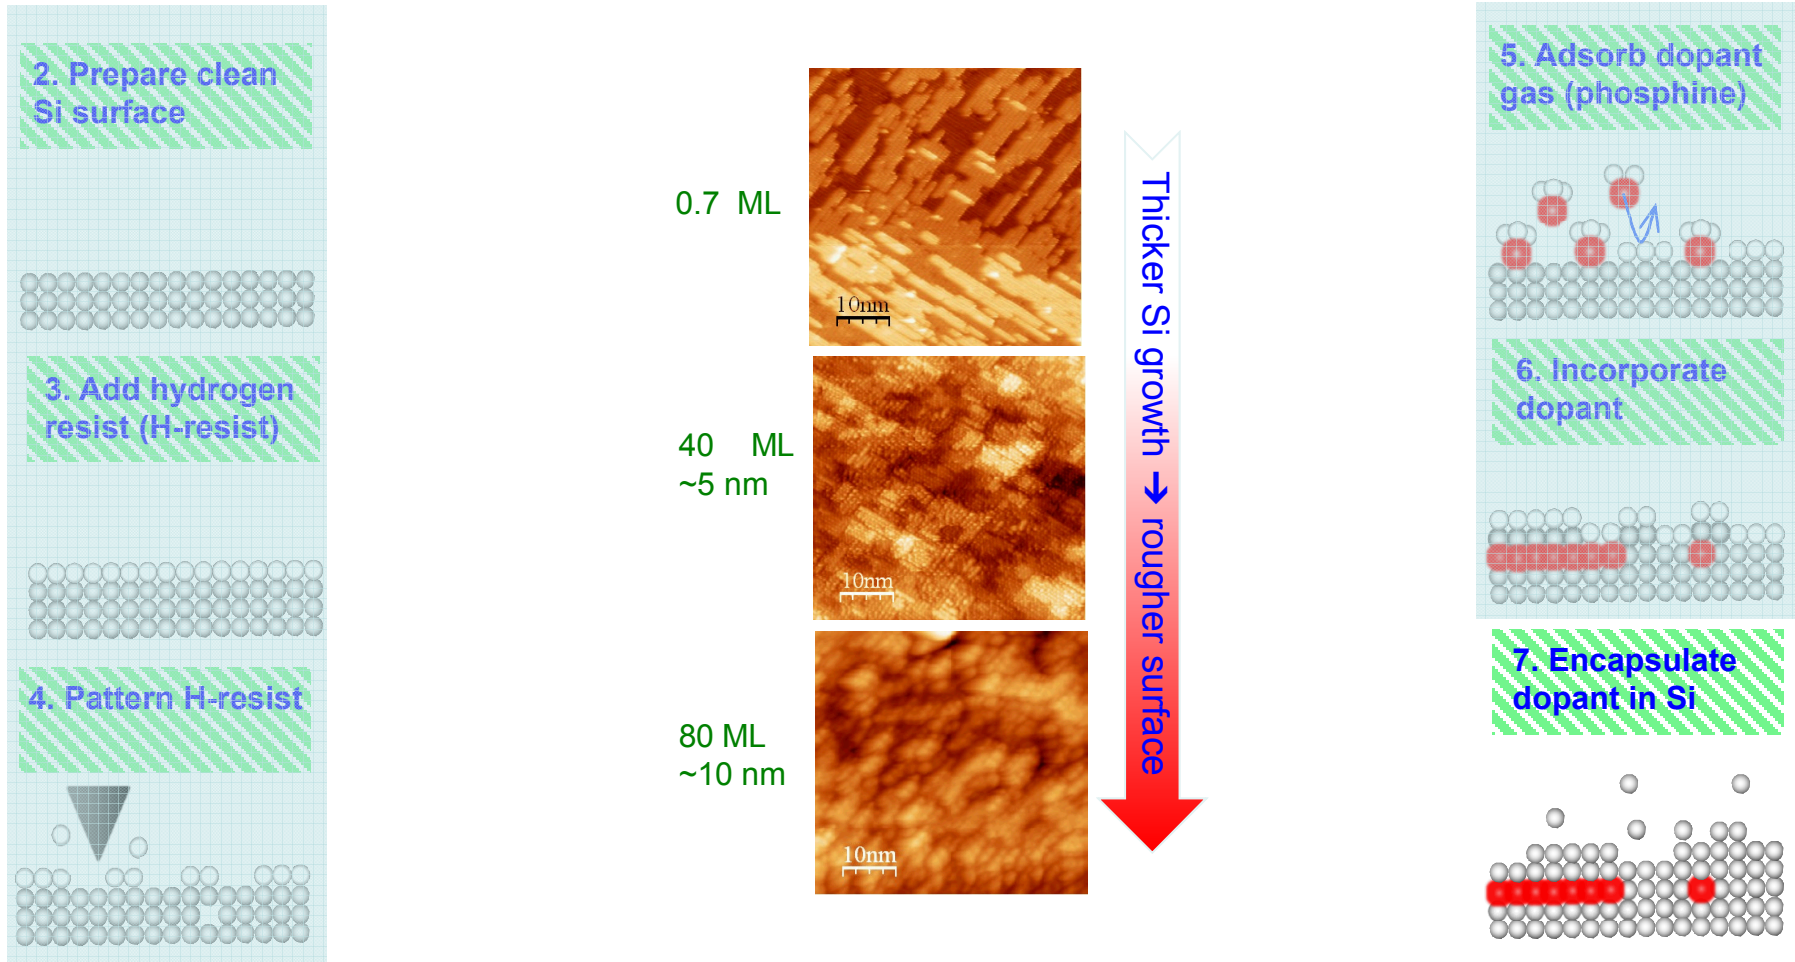 2. Prepare clean
Si surface
3. Add hydrogen
resist (H-resist)
4. Pattern H-resist
0.7 ML
10nm
40 ML
~5 nm
10nm
80 ML
~10 nm
10nm
Thicker Si growth → rougher surface
5. Adsorb dopant
gas (phosphine)
6. Incorporate
dopant
7. Encapsulate
dopant in Si